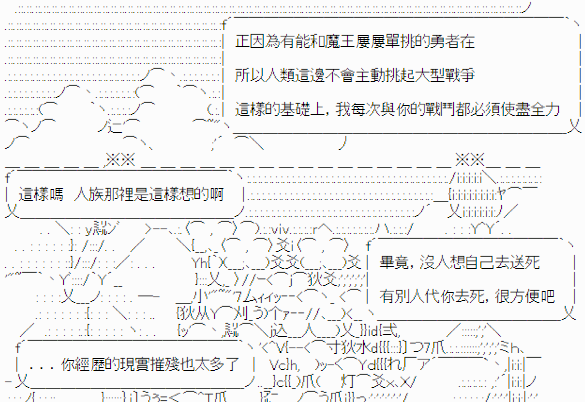 正因為有能和魔王屢屢單挑的勇者在
所以人類這邊不會主動挑起大型戰爭
這樣的基礎上, 我每次與你的戰鬥都必須使盡全力
這樣嗎 人族那裡是這樣想的啊
畢竟, 沒人想自己去送死
有別人代你去死, 很方便吧
... 你經歷的現實摧殘也太多了